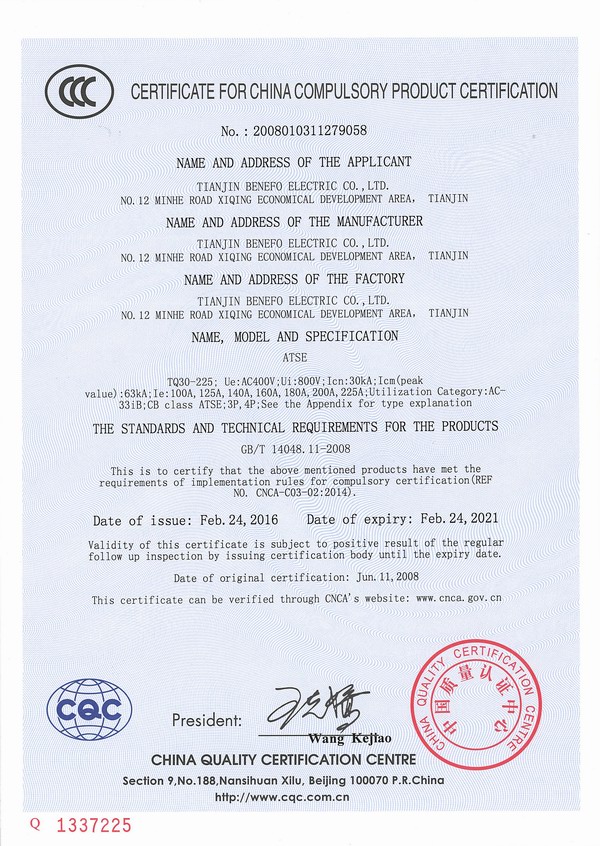 CCC
CERTIFICATE FOR CHINA COMPULSORY PRODUCT CERTIFICATION
No. : 2008010311279058
NAME AND ADDRESS OF THE APPLICANT
TIANJIN BENEFO ELECTRIC CO., LTD.
NO. 12 MINHE ROAD XIQING ECONOMICAL DEVELOPMENT AREA, TIANJIN
NAME AND ADDRESS OF THE MANUFACTURER
TIANJIN BENEFO ELECTRIC CO., LTD.
NO. 12 MINHE ROAD XIQING ECONOMICAL DEVELOPMENT AREA, TIANJIN
NAME AND ADDRESS OF THE FACTORY
TIANJIN BENEFO ELECTRIC CO., LTD.
NO. 12 MINHE ROAD XIQING ECONOMICAL DEVELOPMENT AREA, TIANJIN
NAME, MODEL AND SPECIFICATION
ATSE
TQ30-225; Ue:AC400V;Ui:800V;Icn:30kA;Icm(peak
value):63kA;Ie:100A, 125A, 140A, 160A, 180A, 200A, 225A;Utilization Category:AC-
33iB;CB class ATSE;3P, 4P;See the Appendix for type explanation
THE STANDARDS AND TECHNICAL REQUIREMENTS FOR THE PRODUCTS
GB/T 14048.11-2008
This is to certify that the above mentioned products have met the
requirements of implementation rules for compulsory certification(REF
NO. CNCA-C03-02:2014).
Date of issue: Feb. 24, 2016 Date of expiry: Feb. 24, 2021
Validity of this certificate is subject to positive result of the regular
follow up inspection by issuing certification body until the expiry date.
Date of original certification: Jun. 11, 2008
This certificate can be verified through CNCA's website: www.cnca.gov.cn
CQC
President:
Wang Kejiao
CHINA QUALITY CERTIFICATION CENTRE
中国质量认证中心
CHINA QUALITY CERTIFICATION CENTRE
Section 9, No.188, Nansihuan Xilu, Beijing 100070 P.R.China
http://www.cqc.com.cn
Q 1337225